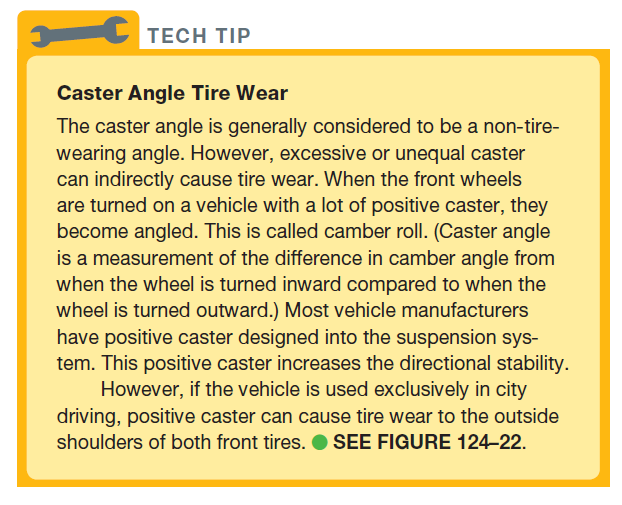 TECH TIP
Caster Angle Tire Wear
The caster angle is generally considered to be a non-tire-
wearing angle. However, excessive or unequal caster
can indirectly cause tire wear. When the front wheels
are turned on a vehicle with a lot of positive caster, they
become angled. This is called camber roll. (Caster angle
is a measurement of the difference in camber angle from
when the wheel is turned inward compared to when the
wheel is turned outward.) Most vehicle manufacturers
have positive caster designed into the suspension sys-
tem. This positive caster increases the directional stability.
However, if the vehicle is used exclusively in city
driving, positive caster can cause tire wear to the outside
shoulders of both front tires. ● SEE FIGURE 124–22.